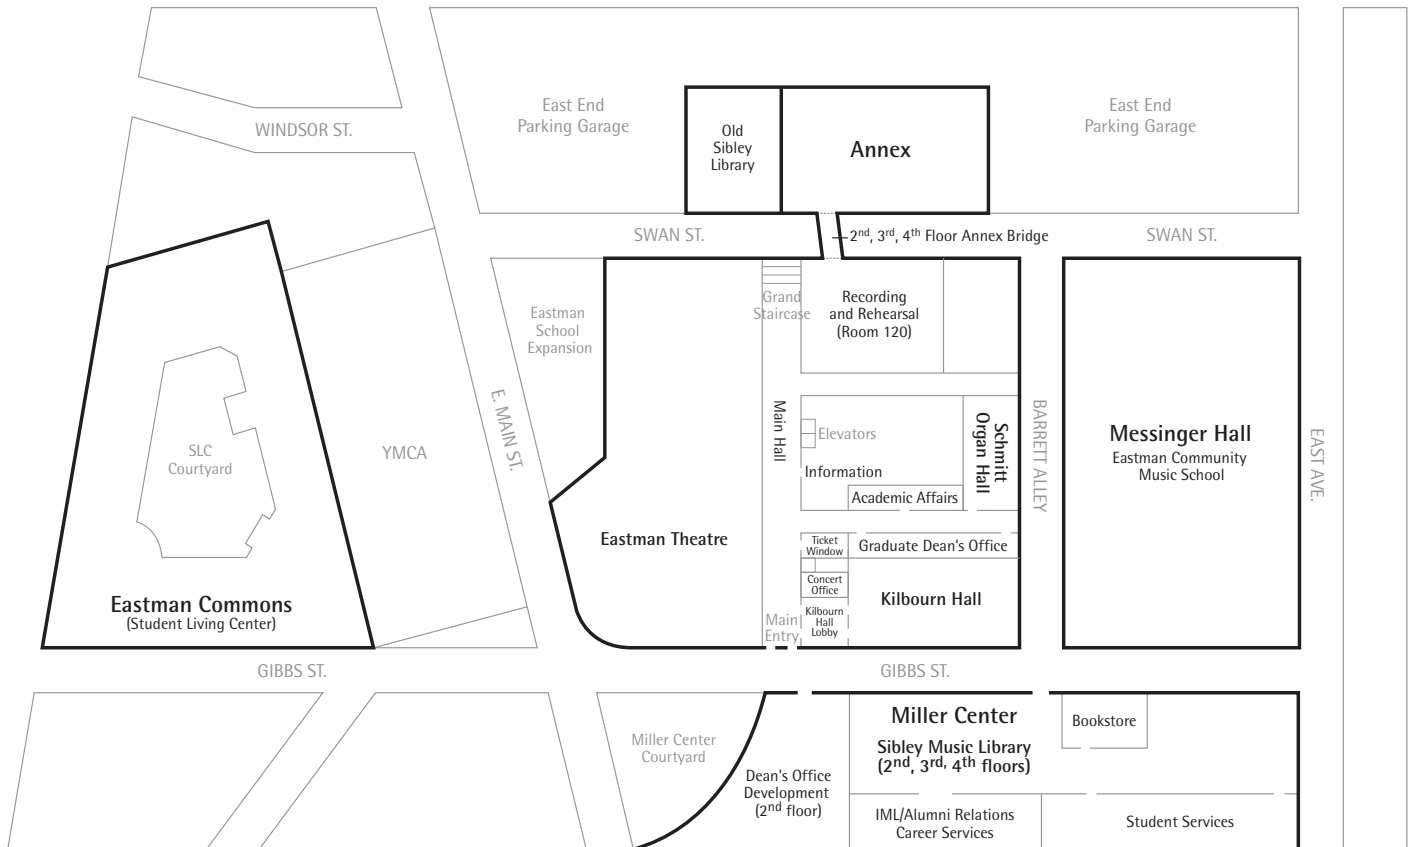 WINDSOR ST.
East End
Parking Garage
Old
Sibley
Library
Annex
East End
Parking Garage
SWAN ST.
2nd, 3rd, 4th Floor Annex Bridge
SWAN ST.
Eastman
School
Expansion
Grand
Staircase
Recording
and Rehearsal
(Room 120)
E. MAIN ST.
Main Hall
Elevators
Information
Academic Affairs
Schmitt
Organ Hall
BARRETT ALLEY
Messinger Hall
Eastman Community
Music School
EAST AVE.
SLC
Courtyard
YMCA
Eastman Theatre
Ticket
Window
Graduate Dean's Office
Concert
Office
Kilbourn Hall
Kilbourn
Hall
Lobby
Main
Entry
Eastman Commons
(Student Living Center)
GIBBS ST.
GIBBS ST.
Miller Center
Courtyard
Dean's Office
Development
(2nd floor)
Miller Center
Sibley Music Library
(2nd, 3rd, 4th floors)
Bookstore
IML/Alumni Relations
Career Services
Student Services